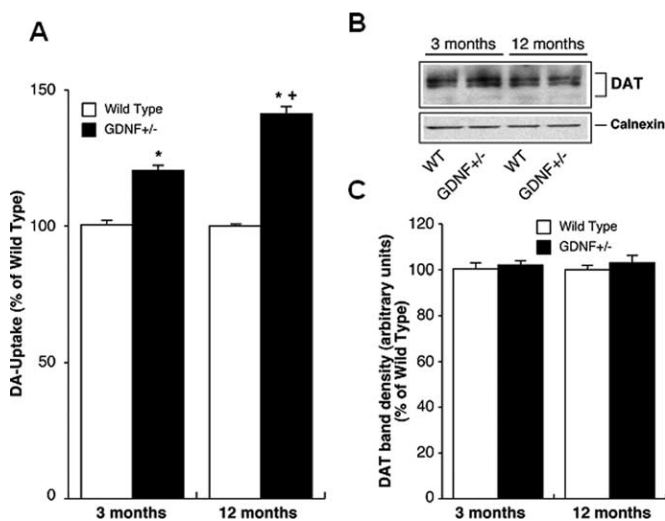 A
DA-Uptake (% of Wild Type)
150
100
50
0
Wild Type
GDNF+/-
*
* +
3 months
12 months
B
3 months
12 months
DAT
Calnexin
WT
GDNF+/-
WT
GDNF+/-
C
DAT band density (arbitrary units)
(% of Wild Type)
120
100
80
60
40
20
0
Wild Type
GDNF+/-
3 months
12 months